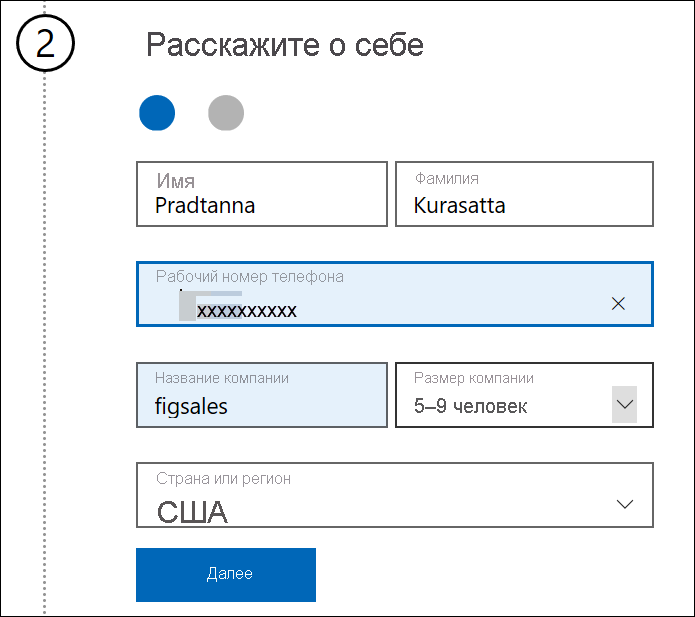 2
Расскажите о себе
Имя
Pradtanna
Фамилия
Kurasatta
Рабочий номер телефона
xxxxxxxxxx
Название компании
figsales
Размер компании
5–9 человек
Страна или регион
США
Далее